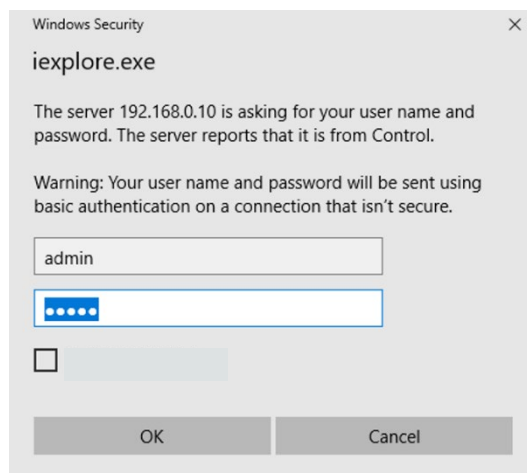 Windows Security
iexplore.exe
The server 192.168.0.10 is asking for your user name and
password. The server reports that it is from Control.
Warning: Your user name and password will be sent using
basic authentication on a connection that isn’t secure.
admin
●●●●●
OK
Cancel